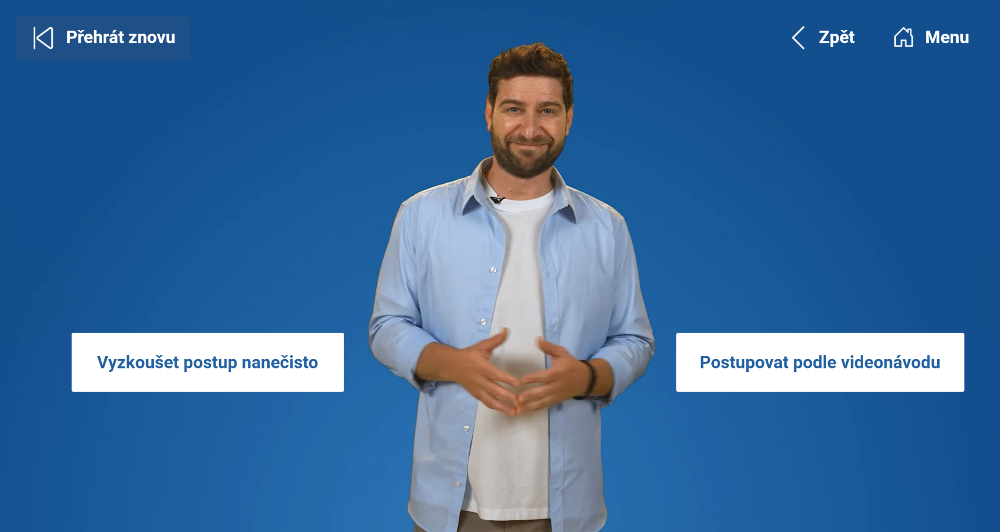 Přehrát znovu
Zpět
Menu
Vyzkoušet postup nanečisto
Postupovat podle videonávodu